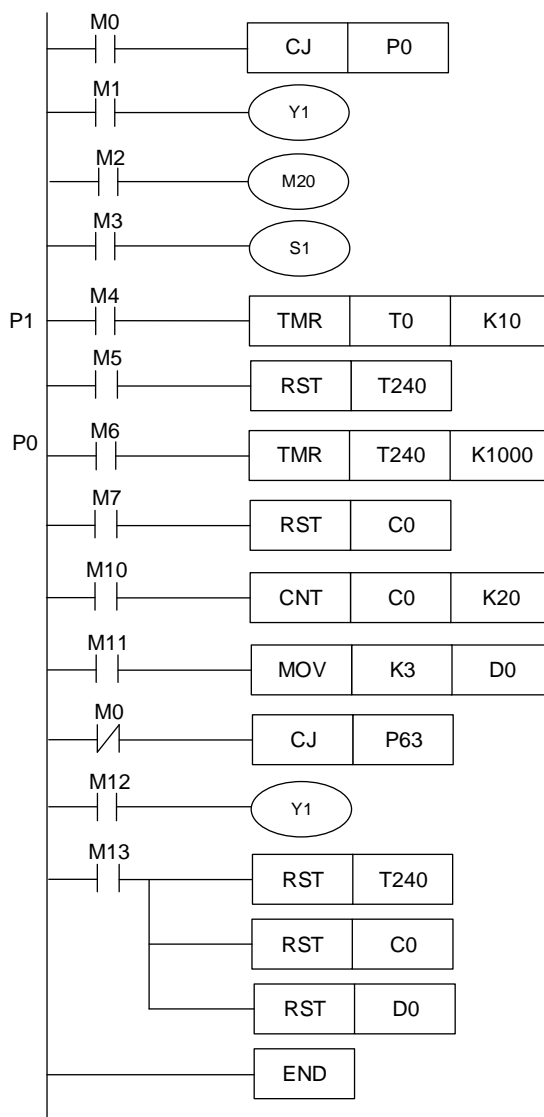 M0
CJ P0
M1
Y1
M2
M20
M3
S1
P1 M4
TMR T0 K10
M5
RST T240
P0 M6
TMR T240 K1000
M7
RST C0
M10
CNT C0 K20
M11
MOV K3 D0
M0
CJ P63
M12
Y1
M13
RST T240
RST C0
RST D0
END